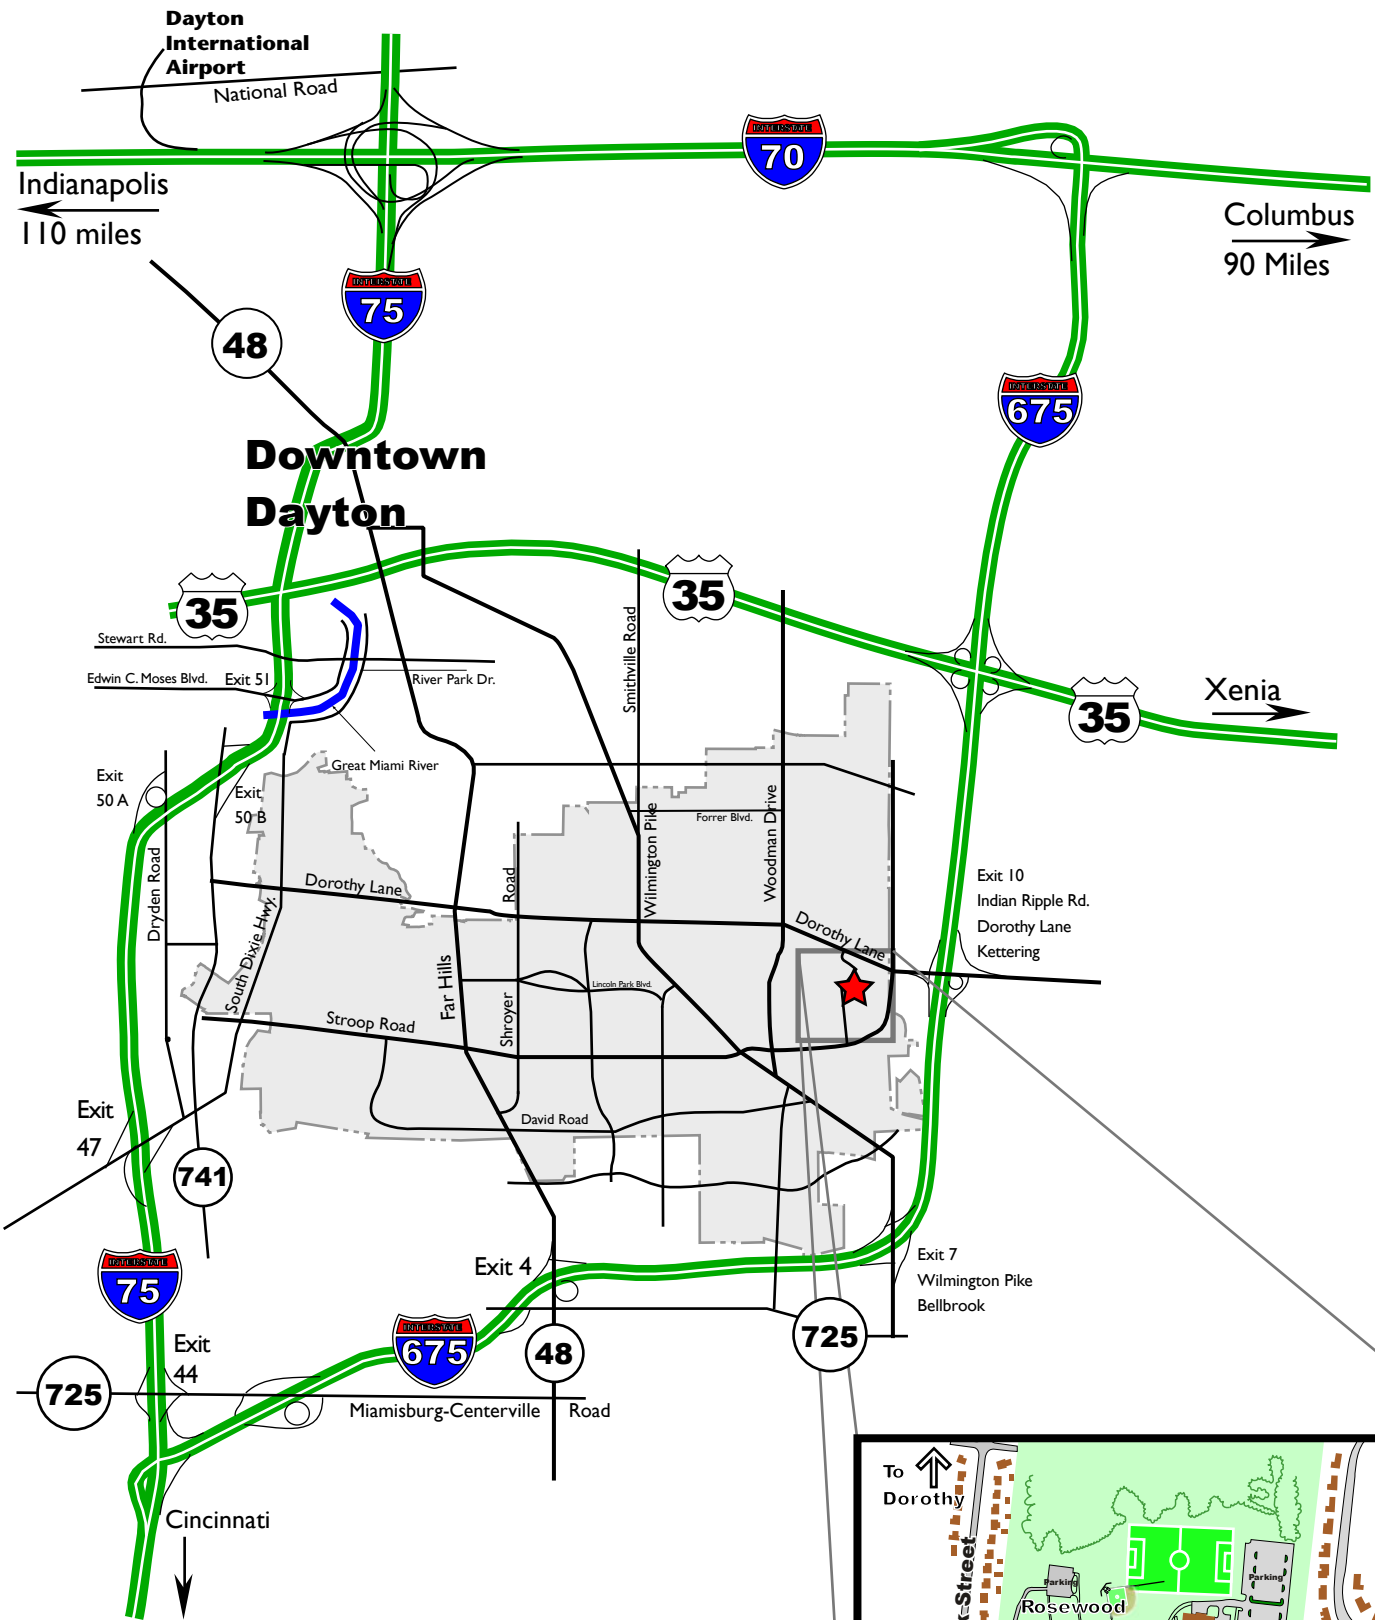 Dayton
International
Airport
National Road
INTERSTATE
70
Indianapolis
110 miles
Columbus
90 Miles
INTERSTATE
75
48
INTERSTATE
675
Downtown
Dayton
35
35
Smithville Road
Stewart Rd.
Edwin C. Moses Blvd.
Exit 51
River Park Dr.
Xenia
35
Great Miami River
Exit
50 A
Exit
50 B
Forrer Blvd.
Wilmington Pike
Woodman Drive
Dryden Road
Dorothy Lane
Road
South Dixie Hwy.
Dorothy Lane
Exit 10
Indian Ripple Rd.
Dorothy Lane
Kettering
Far Hills
Lincoln Park Blvd.
Shroyer
Stroop Road
David Road
Exit
47
741
INTERSTATE
75
Exit 4
Exit 7
Wilmington Pike
Bellbrook
INTERSTATE
675
48
725
Exit
44
725
Miamisburg-Centerville Road
Cincinnati
To
Dorothy
Street
Parking
Parking
Rosewood